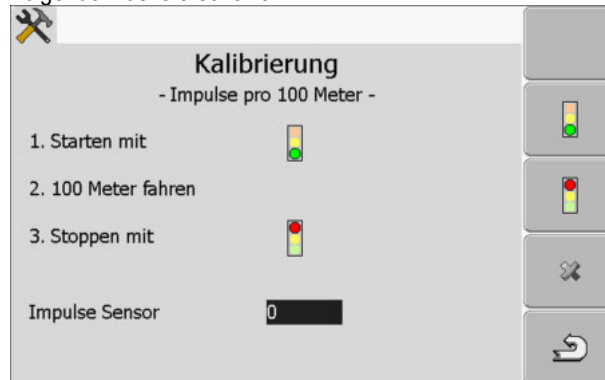 Kalibrierung
- Impulse pro 100 Meter -
1. Starten mit
2. 100 Meter fahren
3. Stoppen mit
Impulse Sensor 0